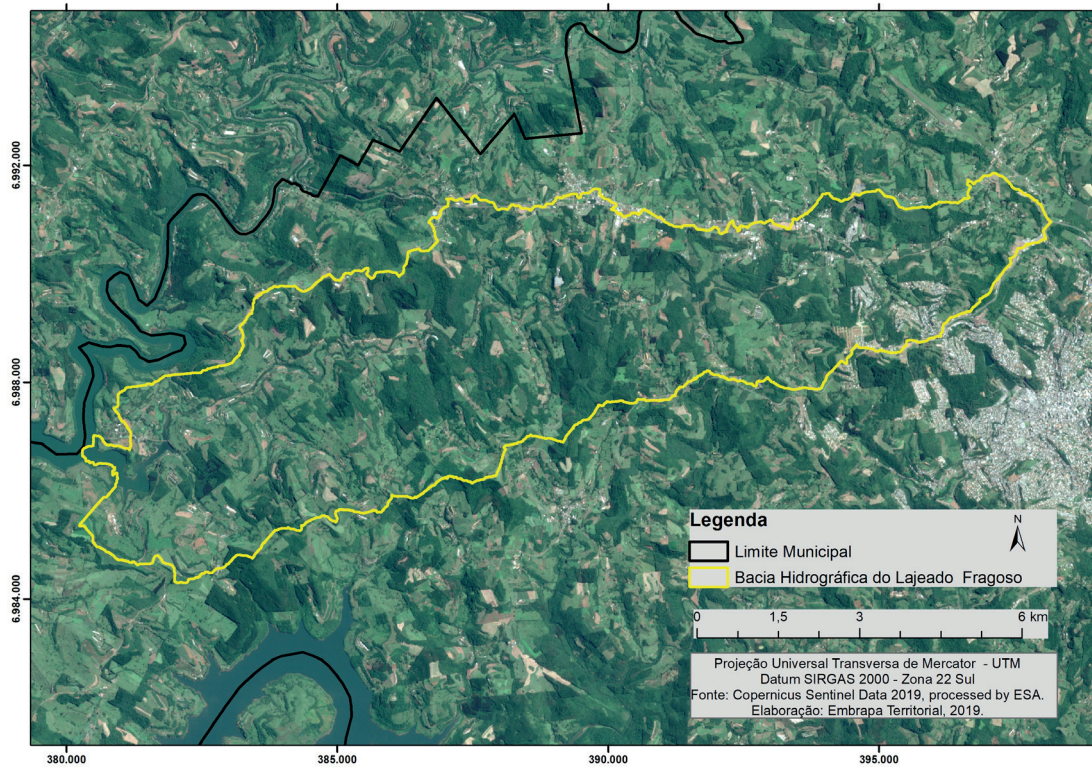 6.992.000
6.988.000
6.984.000
Legenda
N
Limite Municipal
Bacia Hidrográfica do Lajeado Fragoso
0 1,5 3 6 km
Projeção Universal Transversa de Mercator - UTM
Datum SIRGAS 2000 - Zona 22 Sul
Fonte: Copernicus Sentinel Data 2019, processed by ESA.
Elaboração: Embrapa Territorial, 2019.
380.000 385.000 390.000 395.000